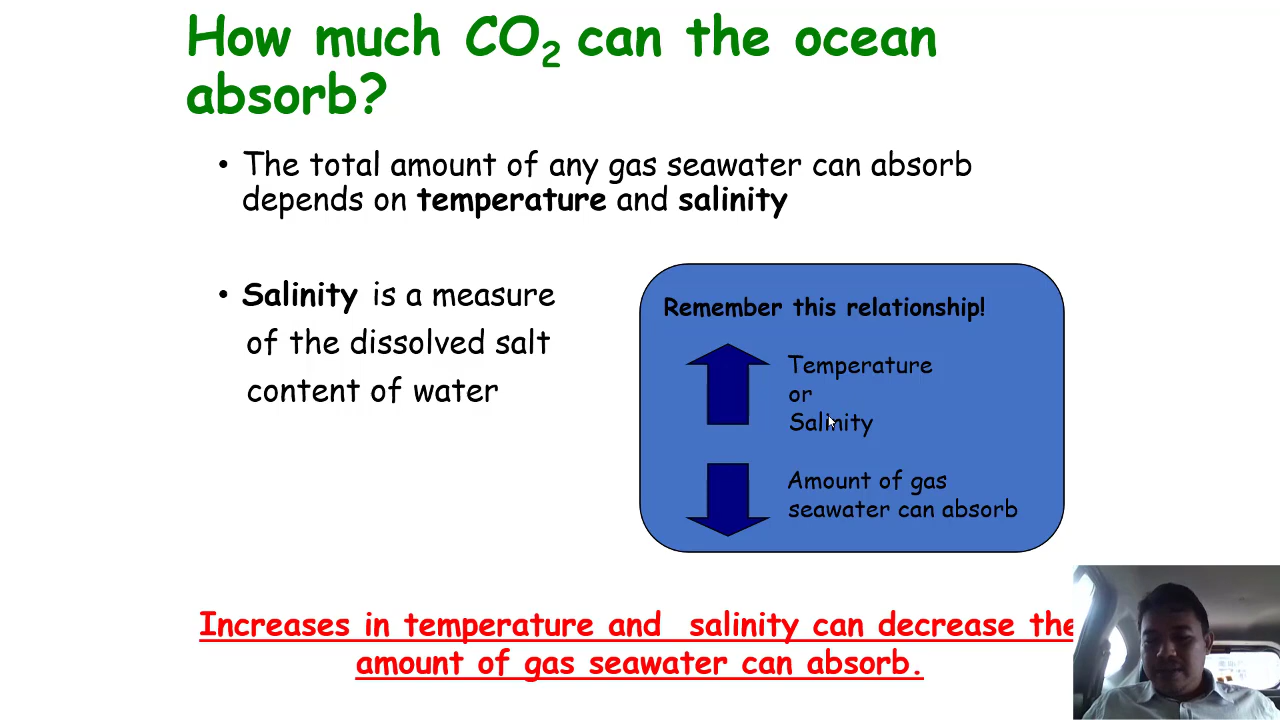 How much CO₂ can the ocean
absorb?
• The total amount of any gas seawater can absorb
depends on temperature and salinity
• Salinity is a measure
of the dissolved salt
content of water
Remember this relationship!
Temperature
or
Salinity
Amount of gas
seawater can absorb
Increases in temperature and salinity can decrease the
amount of gas seawater can absorb.